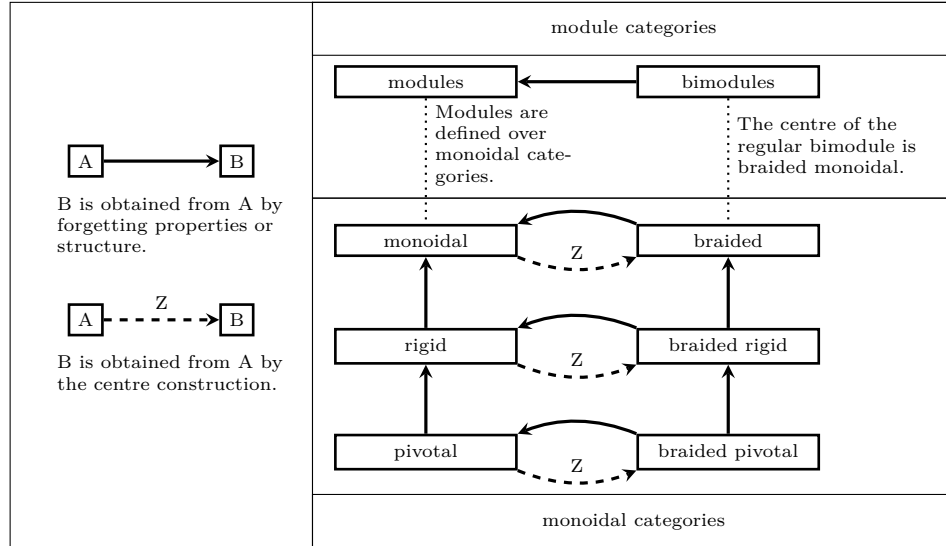 module categories
modules
bimodules
Modules are
defined over
monoidal cate-
gories.
The centre of the
regular bimodule is
braided monoidal.
A
B
B is obtained from A by
forgetting properties or
structure.
Z
A
B
B is obtained from A by
the centre construction.
monoidal
Z
braided
rigid
Z
braided rigid
pivotal
Z
braided pivotal
monoidal categories